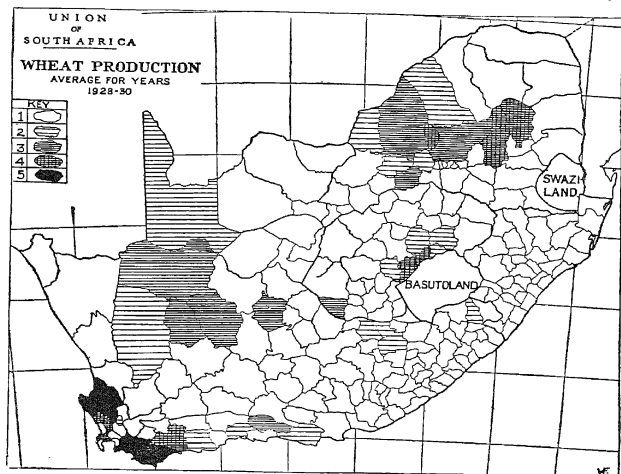 UNION
OF
SOUTH AFRICA
WHEAT PRODUCTION
AVERAGE FOR YEARS
1928-30
KEY
1
2
3
4
5
SWAZI
LAND
BASUTOLAND